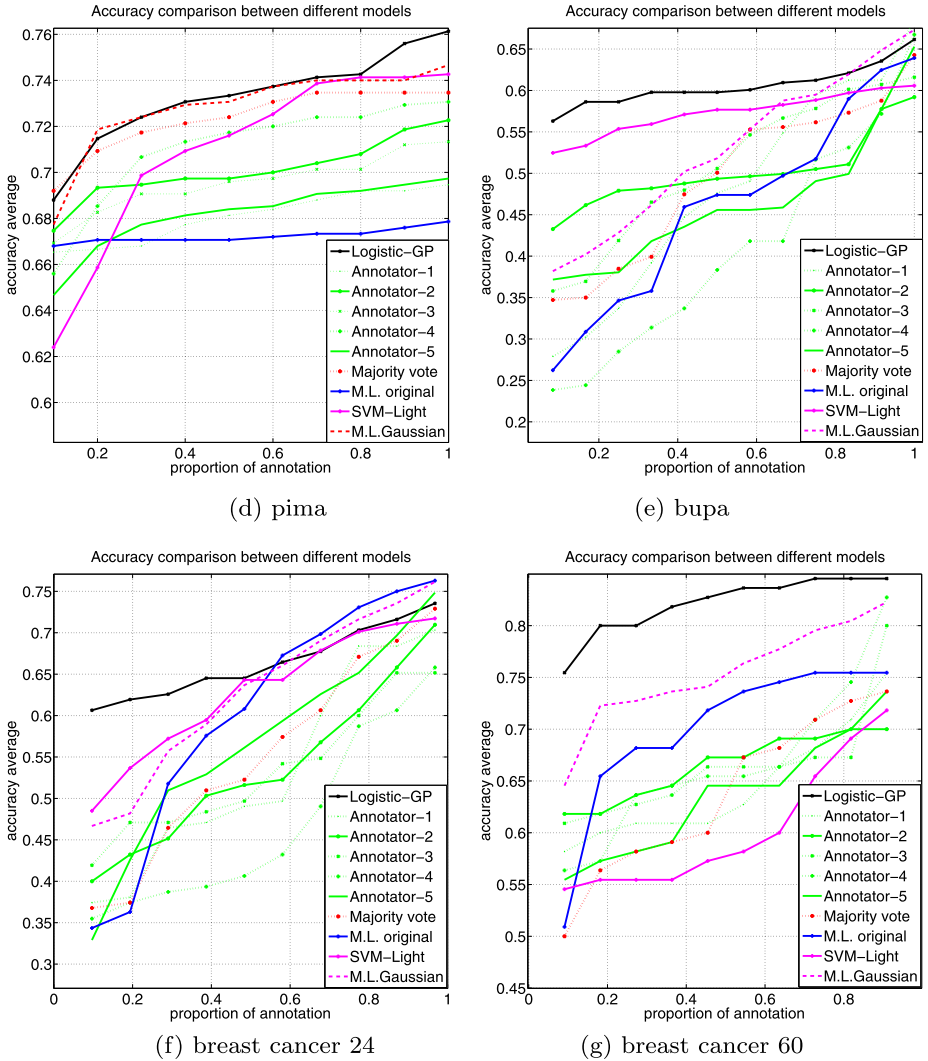 Accuracy comparison between different models
0.76
0.74
0.72
0.7
0.68
0.66
0.64
0.62
0.6
accuracy average
0.2
0.4
0.6
0.8
1
proportion of annotation
Logistic−GP
Annotator−1
Annotator−2
Annotator−3
Annotator−4
Annotator−5
Majority vote
M.L. original
SVM−Light
M.L.Gaussian
(d) pima
Accuracy comparison between different models
0.65
0.6
0.55
0.5
0.45
0.4
0.35
0.3
0.25
0.2
accuracy average
0.2
0.4
0.6
0.8
1
proportion of annotation
Logistic−GP
Annotator−1
Annotator−2
Annotator−3
Annotator−4
Annotator−5
Majority vote
M.L. original
SVM−Light
M.L.Gaussian
(e) bupa
Accuracy comparison between different models
0.75
0.7
0.65
0.6
0.55
0.5
0.45
0.4
0.35
0.3
accuracy average
0
0.2
0.4
0.6
0.8
1
proportion of annotation
Logistic−GP
Annotator−1
Annotator−2
Annotator−3
Annotator−4
Annotator−5
Majority vote
M.L. original
SVM−Light
M.L.Gaussian
(f) breast cancer 24
Accuracy comparison between different models
0.8
0.75
0.7
0.65
0.6
0.55
0.5
0.45
accuracy average
0
0.2
0.4
0.6
0.8
proportion of annotation
Logistic−GP
Annotator−1
Annotator−2
Annotator−3
Annotator−4
Annotator−5
Majority vote
M.L. original
SVM−Light
M.L.Gaussian
(g) breast cancer 60